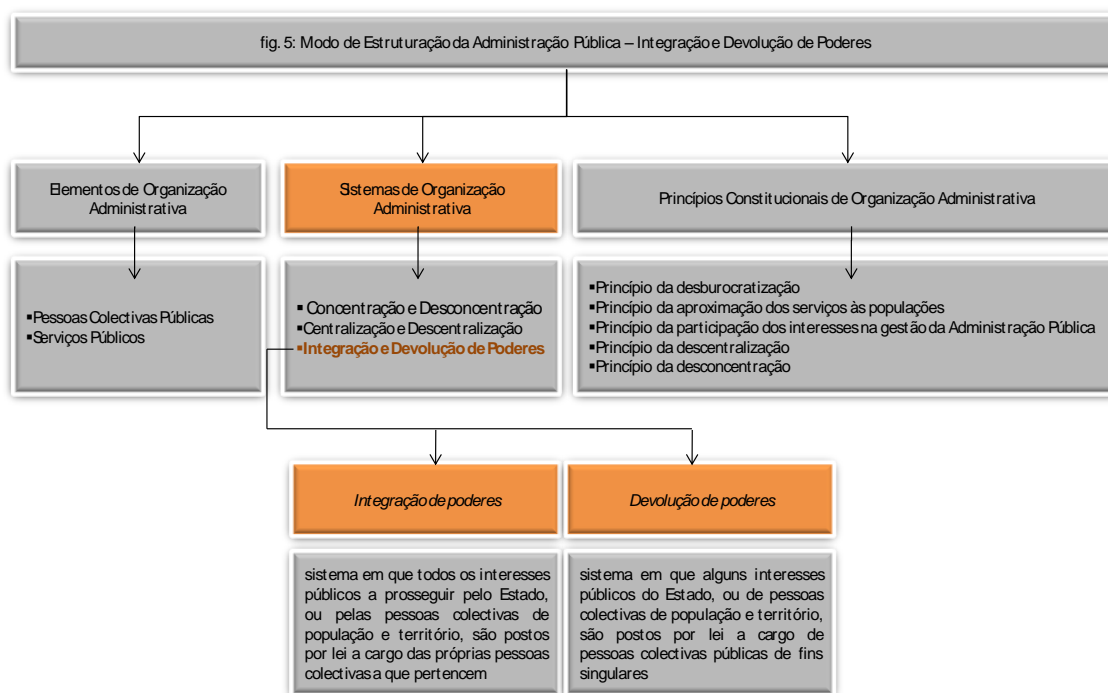 fig. 5: Modo de Estruturação da Administração Pública – Integração e Devolução de Poderes
Elementos de Organização
Administrativa
Sistemas de Organização
Administrativa
Princípios Constitucionais de Organização Administrativa
▪Pessoas Colectivas Públicas
▪Serviços Públicos
▪ Concentração e Desconcentração
▪Centralização e Descentralização
▪Integração e Devolução de Poderes
▪Princípio da desburocratização
▪Princípio da aproximação dos serviços às populações
▪Princípio da participação dos interesses na gestão da Administração Pública
▪Princípio da descentralização
▪Princípio da desconcentração
Integração de poderes
Devolução de poderes
sistema em que todos os interesses
públicos a prosseguir pelo Estado,
ou pelas pessoas colectivas de
população e território, são postos
por lei a cargo das próprias pessoas
colectivas a que pertencem
sistema em que alguns interesses
públicos do Estado, ou de pessoas
colectivas de população e território,
são postos por lei a cargo de
pessoas colectivas públicas de fins
singulares